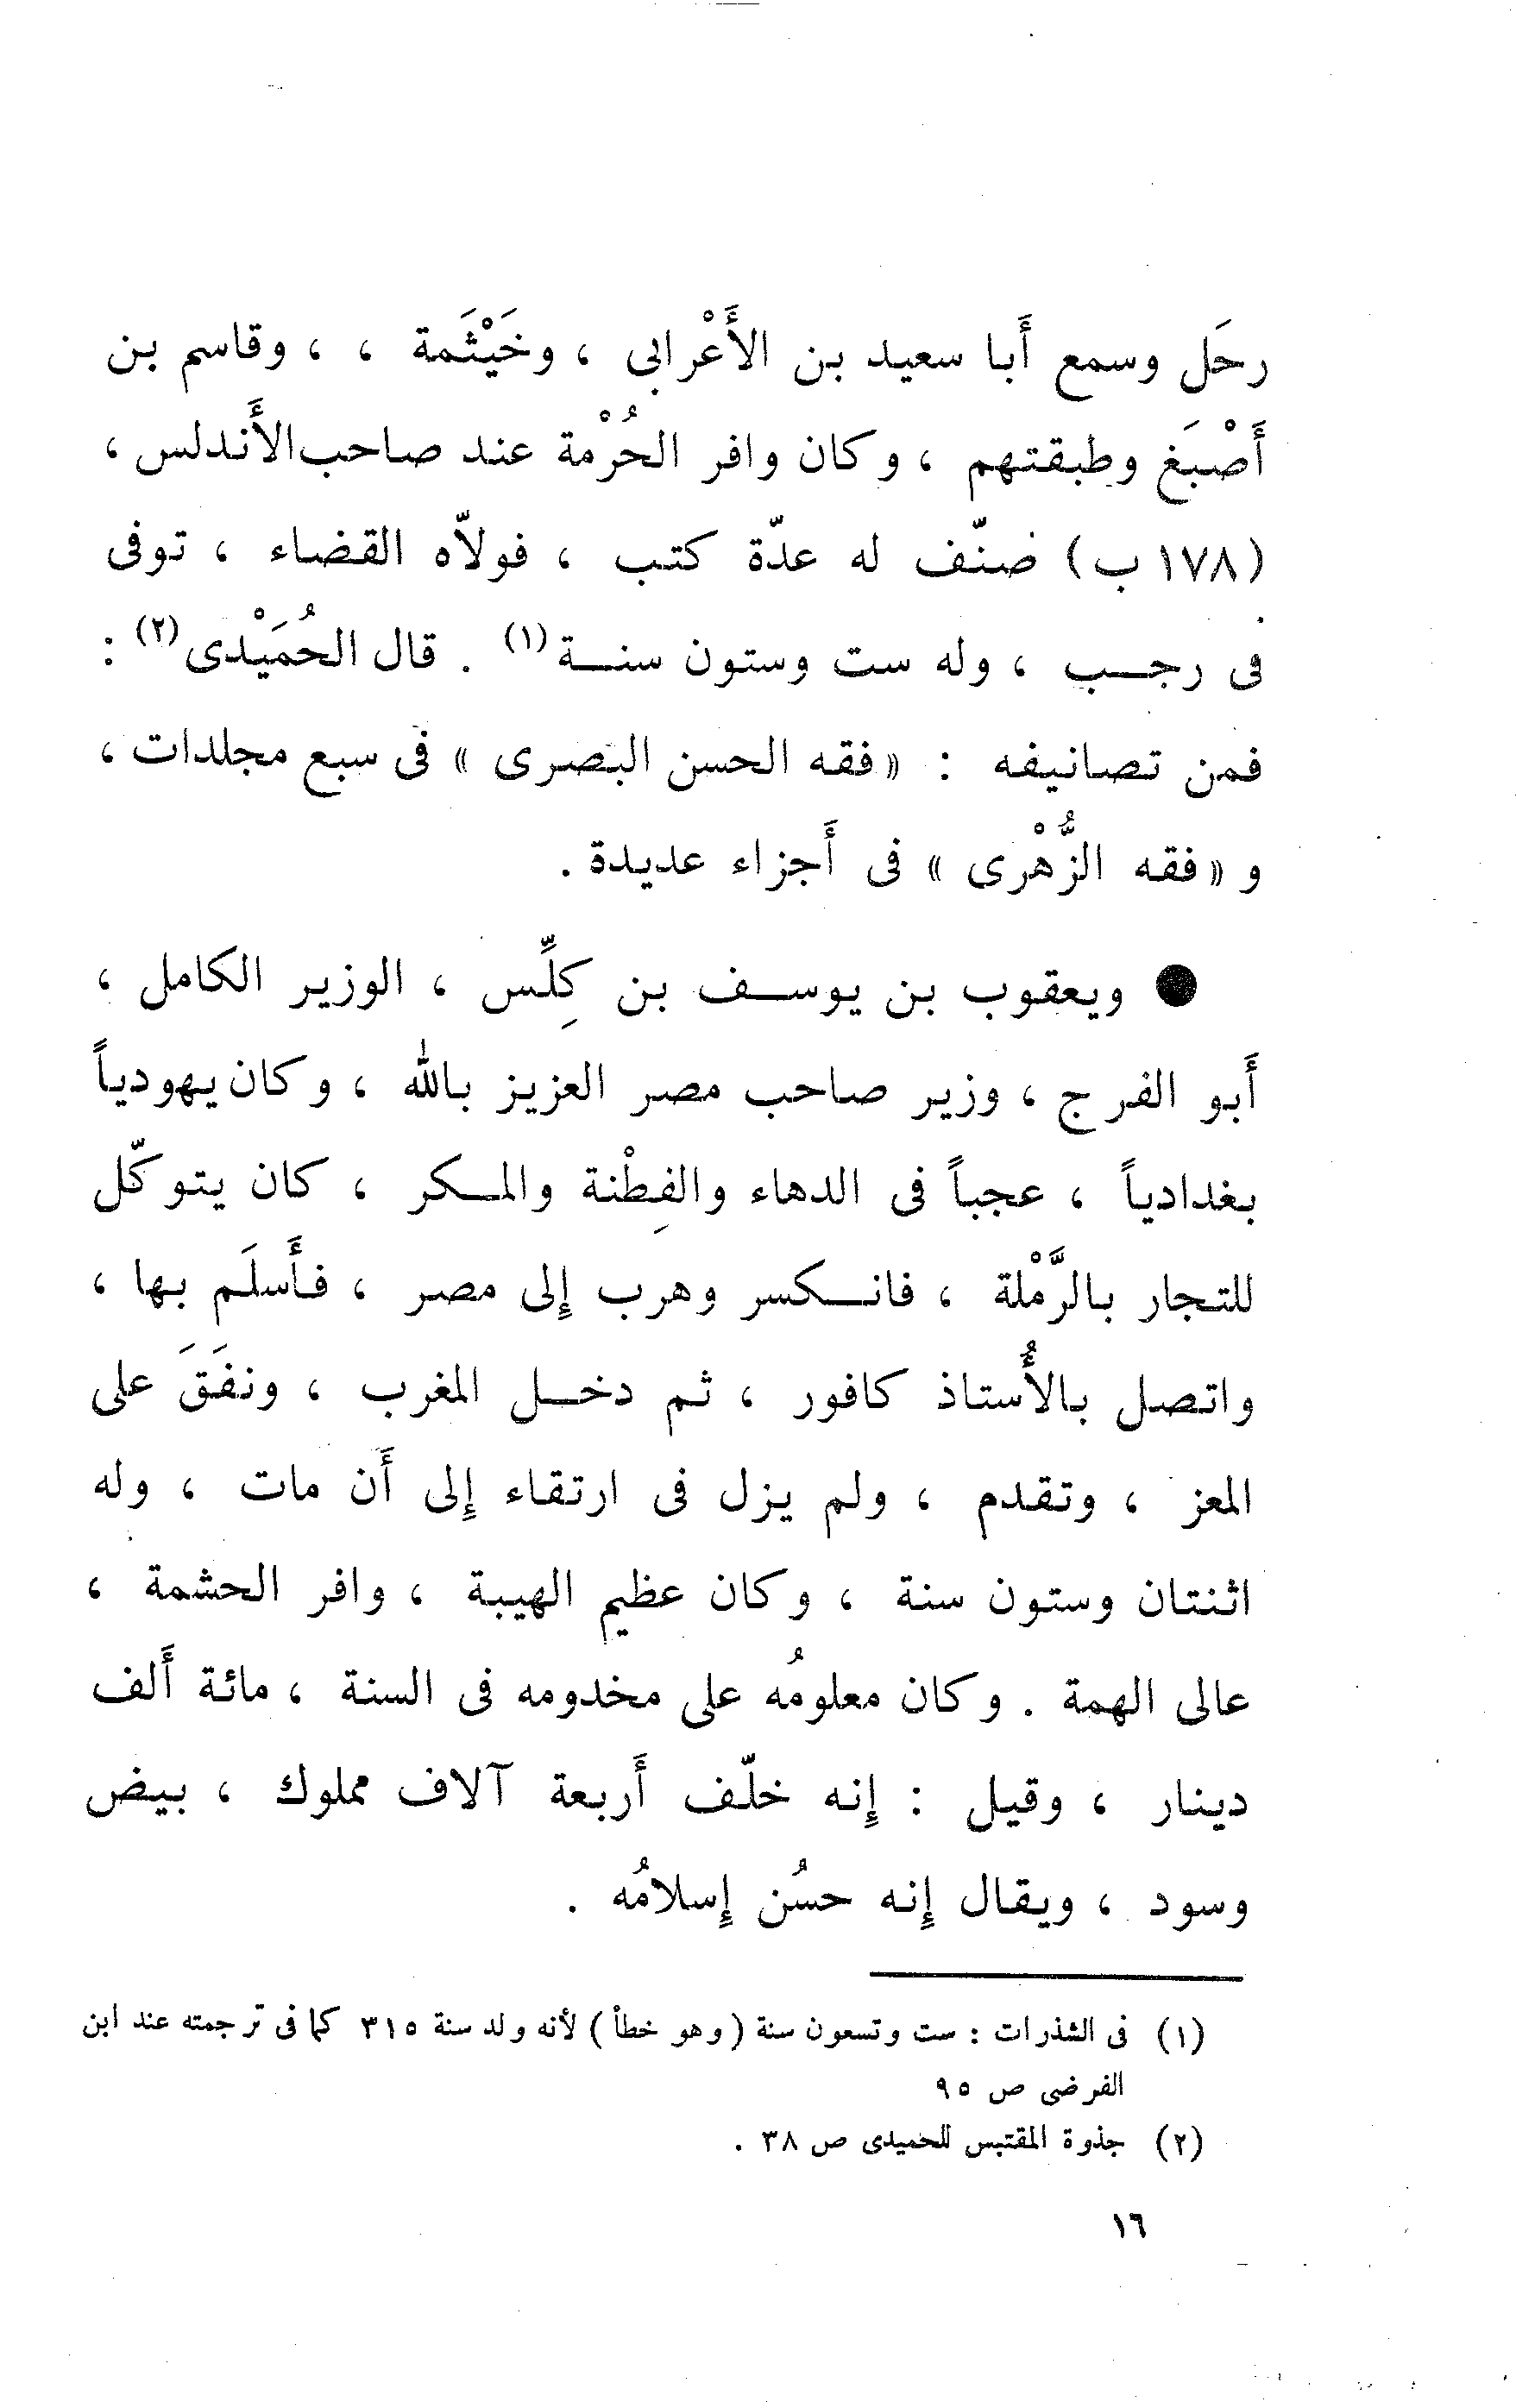 رحَل وسمع أَبا سعيد بن الأَعْرابى ، وخَيْثَمة ، ، وقاسم بن
أَصْبَغ وطبقتهم ، وكان وافر الحُرْمة عند صاحب الأَندلس ،
(١٧٨ ب) ضنّف له عدّة كتب ، فولاّه القضاء ، توفى
فى رجب ، وله ست وستون سنة (١) . قال الحُمَيْدى (٢) :
فمن تصانيفه : « فقه الحسن البصرى » فى سبع مجلدات ،
و « فقه الزُّهْرى » فى أَجزاء عديدة .
● ويعقوب بن يوسف بن كِلِّس ، الوزير الكامل ،
أَبو الفرج ، وزير صاحب مصر العزيز بالله ، وكان يهودياً
بغدادياً ، عجباً فى الدهاء والفِطْنة والمكر ، كان يتوكّل
للتجار بالرَّمْلة ، فانكسر وهرب إِلى مصر ، فأَسلَم بها ،
واتصل بالأُستاذ كافور ، ثم دخل المغرب ، ونفَقَ على
المعز ، وتقدم ، ولم يزل فى ارتقاء إِلى أَن مات ، وله
اثنتان وستون سنة ، وكان عظيم الهيبة ، وافر الحشمة ،
عالى الهمة . وكان معلومُه على مخدومه فى السنة ، مائة أَلف
دينار ، وقيل : إِنه خلّف أَربعة آلاف مملوك ، بيض
وسود ، ويقال إِنه حسُن إِسلامُه .
(١) فى الشذرات : ست وتسعون سنة (وهو خطأ) لأنه ولد سنة ٣١٥ كما فى ترجمته عند ابن
الفرضى ص ٩٥
(٢) جذوة المقتبس للحميدى ص ٣٨ .
١٦